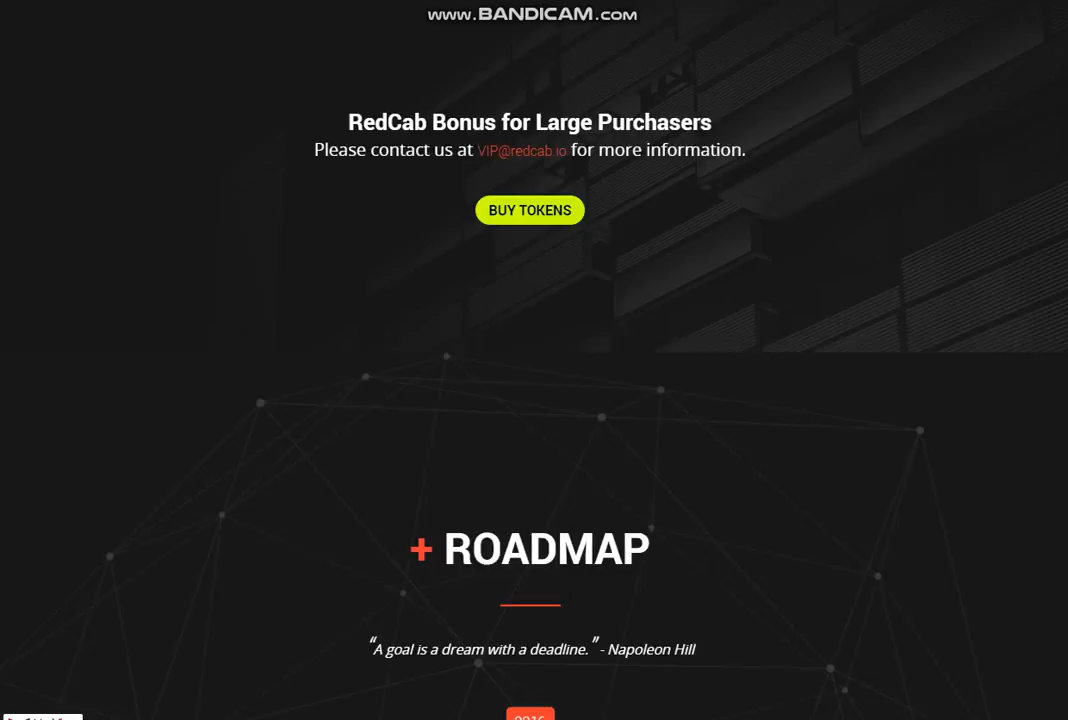 www.BANDICAM.com
RedCab Bonus for Large Purchasers
Please contact us at VIP@redcab.io for more information.
BUY TOKENS
+ ROADMAP
“A goal is a dream with a deadline.” - Napoleon Hill